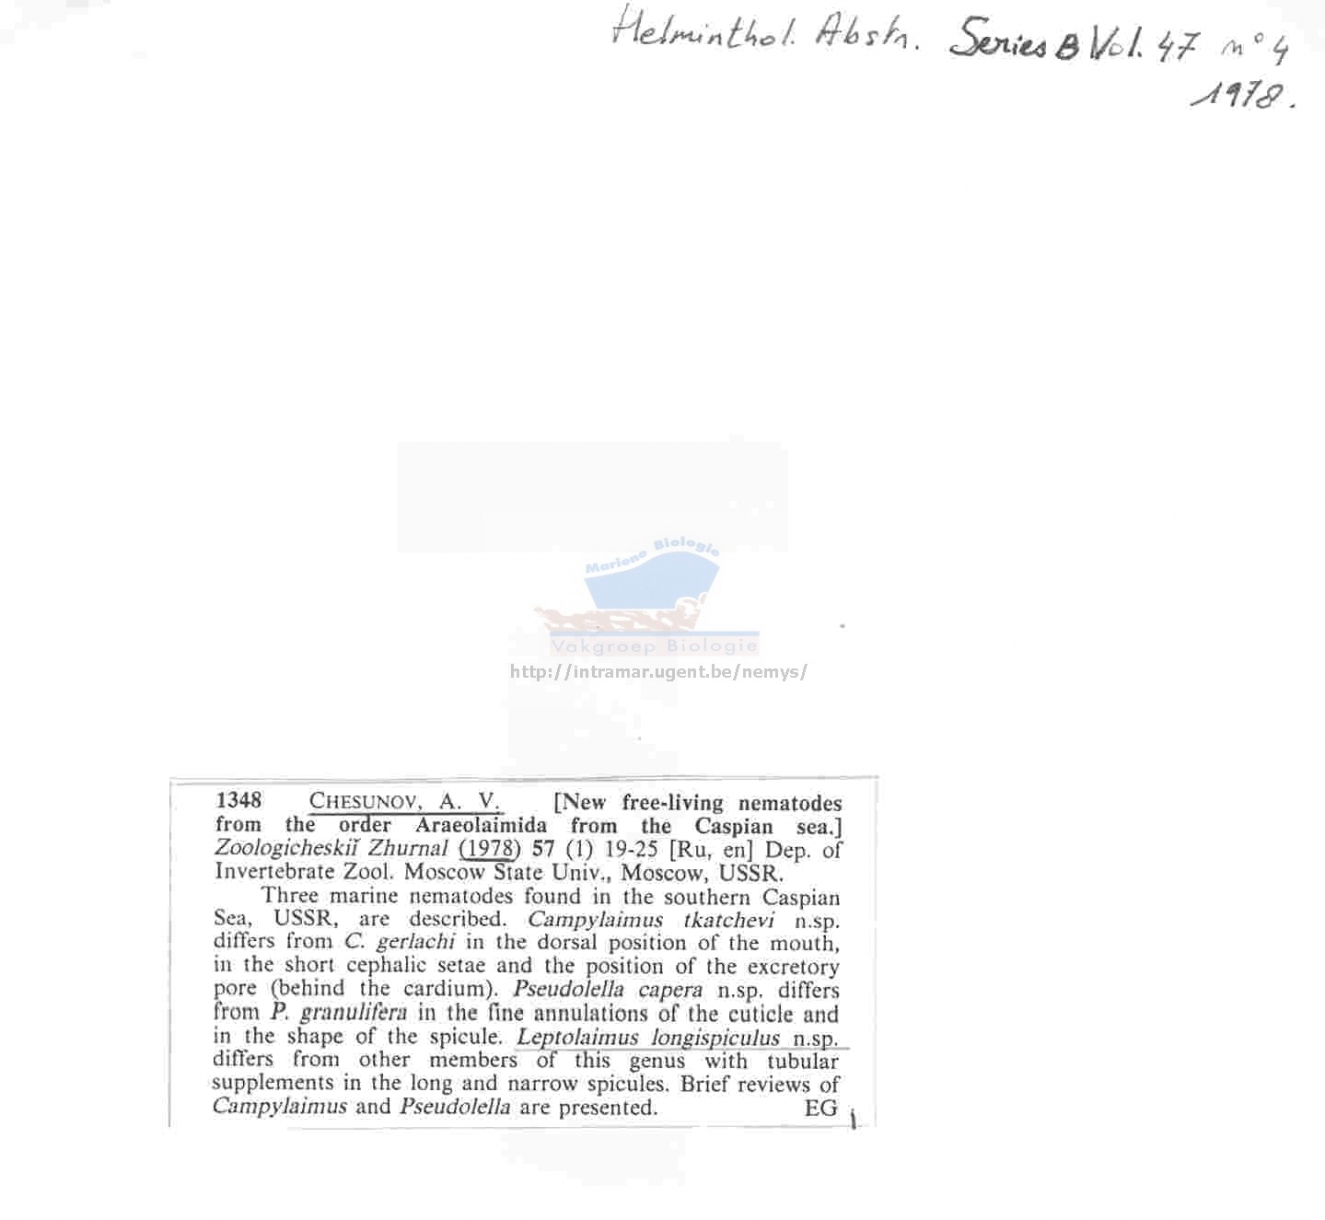 Helminthol. Abstr. Series B Vol. 47 n° 4
1978.
Mariene Biologie
Vakgroep Biologie
http://intramar.ugent.be/nemys/
1348 CHESUNOV, A. V. [New free-living nematodes
from the order Araeolaimida from the Caspian sea.]
Zoologicheskiĭ Zhurnal (1978) 57 (1) 19-25 [Ru, en] Dep. of
Invertebrate Zool. Moscow State Univ., Moscow, USSR.
Three marine nematodes found in the southern Caspian
Sea, USSR, are described. Campylaimus tkatchevi n.sp.
differs from C. gerlachi in the dorsal position of the mouth,
in the short cephalic setae and the position of the excretory
pore (behind the cardium). Pseudolella capera n.sp. differs
from P. granulifera in the fine annulations of the cuticle and
in the shape of the spicule. Leptolaimus longispiculus n.sp.
differs from other members of this genus with tubular
supplements in the long and narrow spicules. Brief reviews of
Campylaimus and Pseudolella are presented. EG